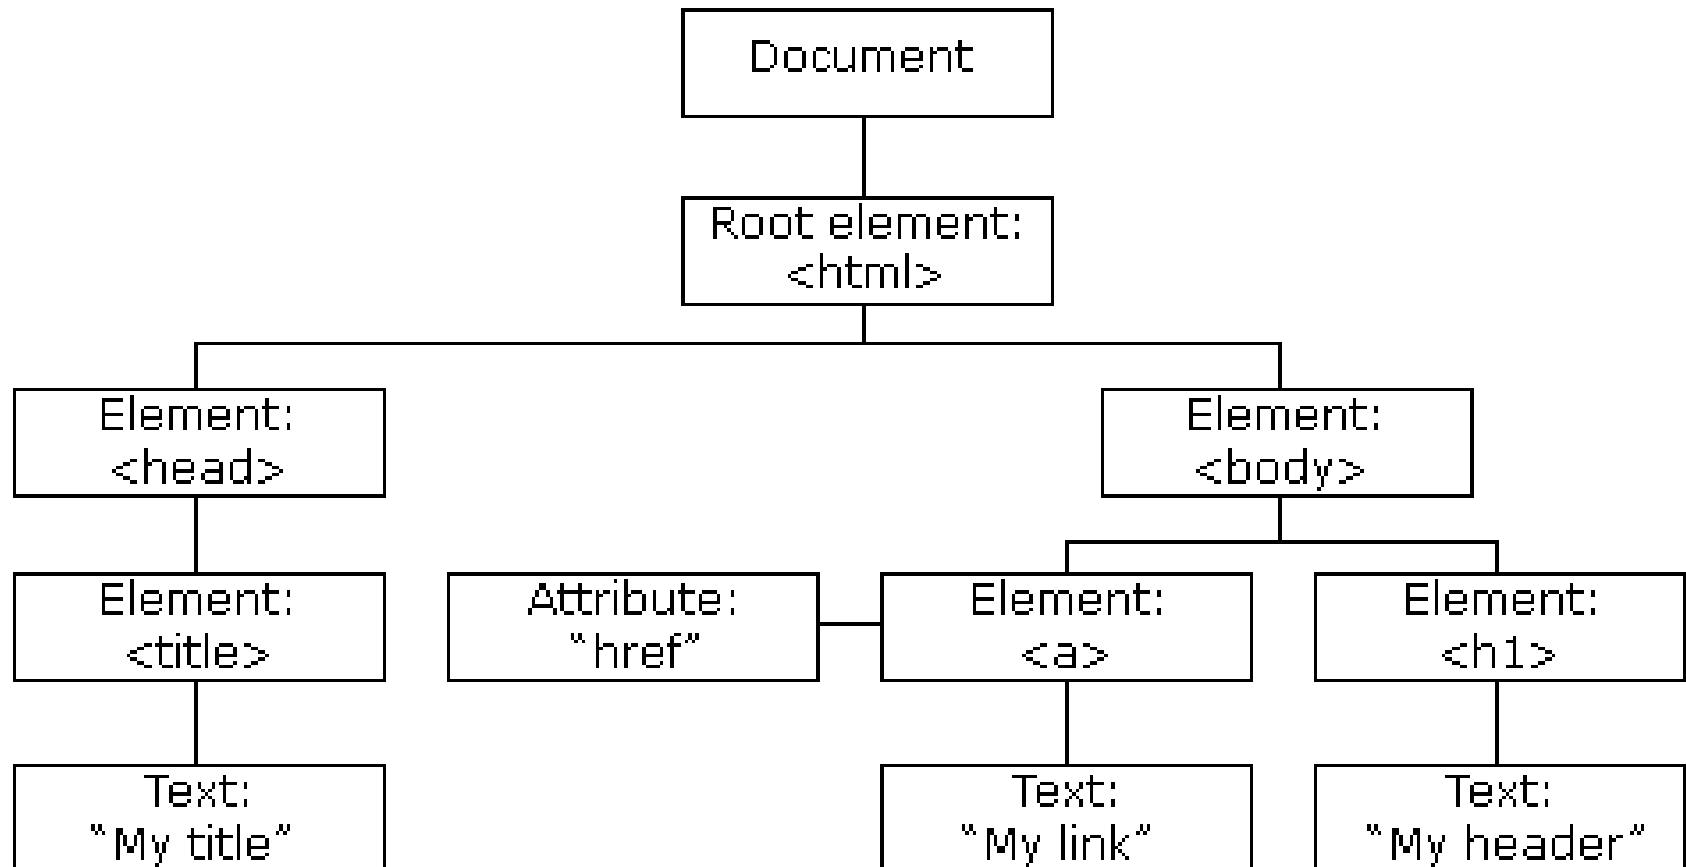 Document
Root element:
<html>
Element:
<head>
Element:
<body>
Element:
<title>
Attribute:
“href”
Element:
<a>
Element:
<h1>
Text:
“My title”
Text:
“My link”
Text:
“My header”